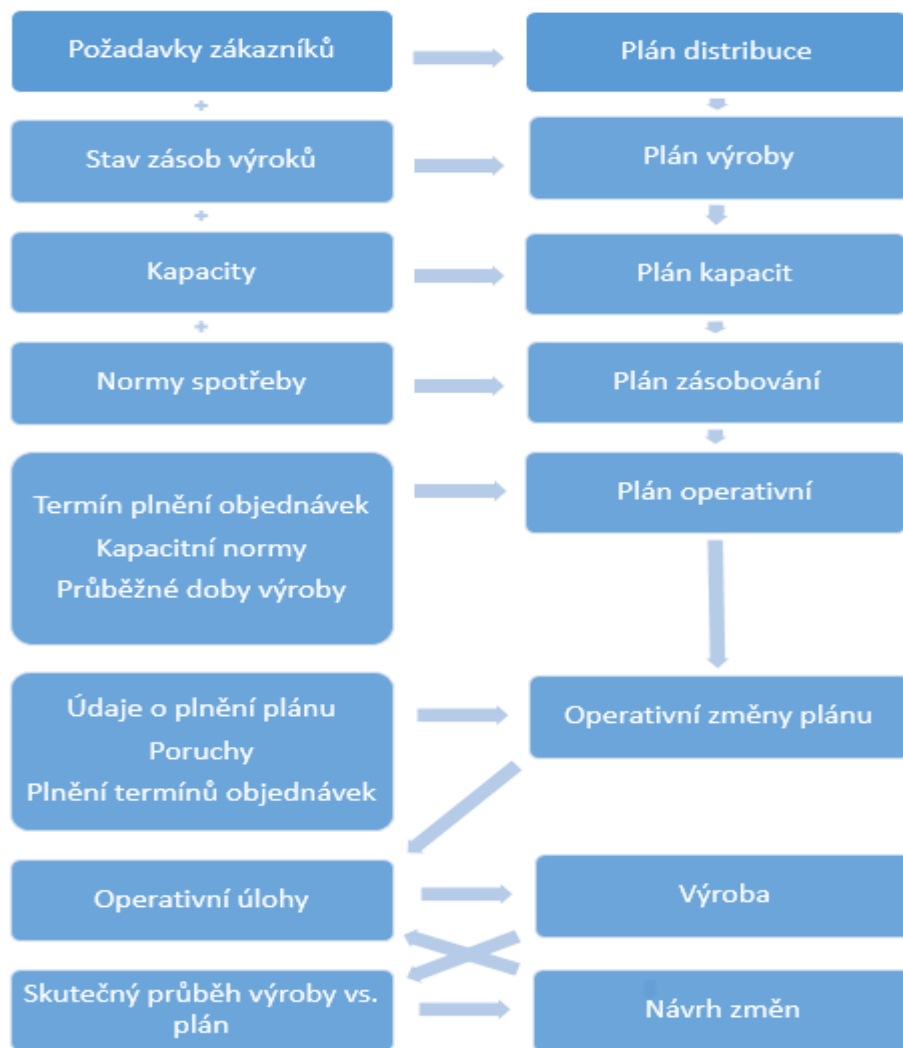 Požadavky zákazníků
Plán distribuce
+
Stav zásob výroků
Plán výroby
+
Kapacity
Plán kapacit
+
Normy spotřeby
Plán zásobování
Termín plnění objednávek
Kapacitní normy
Průběžné doby výroby
Plán operativní
Údaje o plnění plánu
Poruchy
Plnění termínů objednávek
Operativní změny plánu
Operativní úlohy
Výroba
Skutečný průběh výroby vs.
plán
Návrh změn